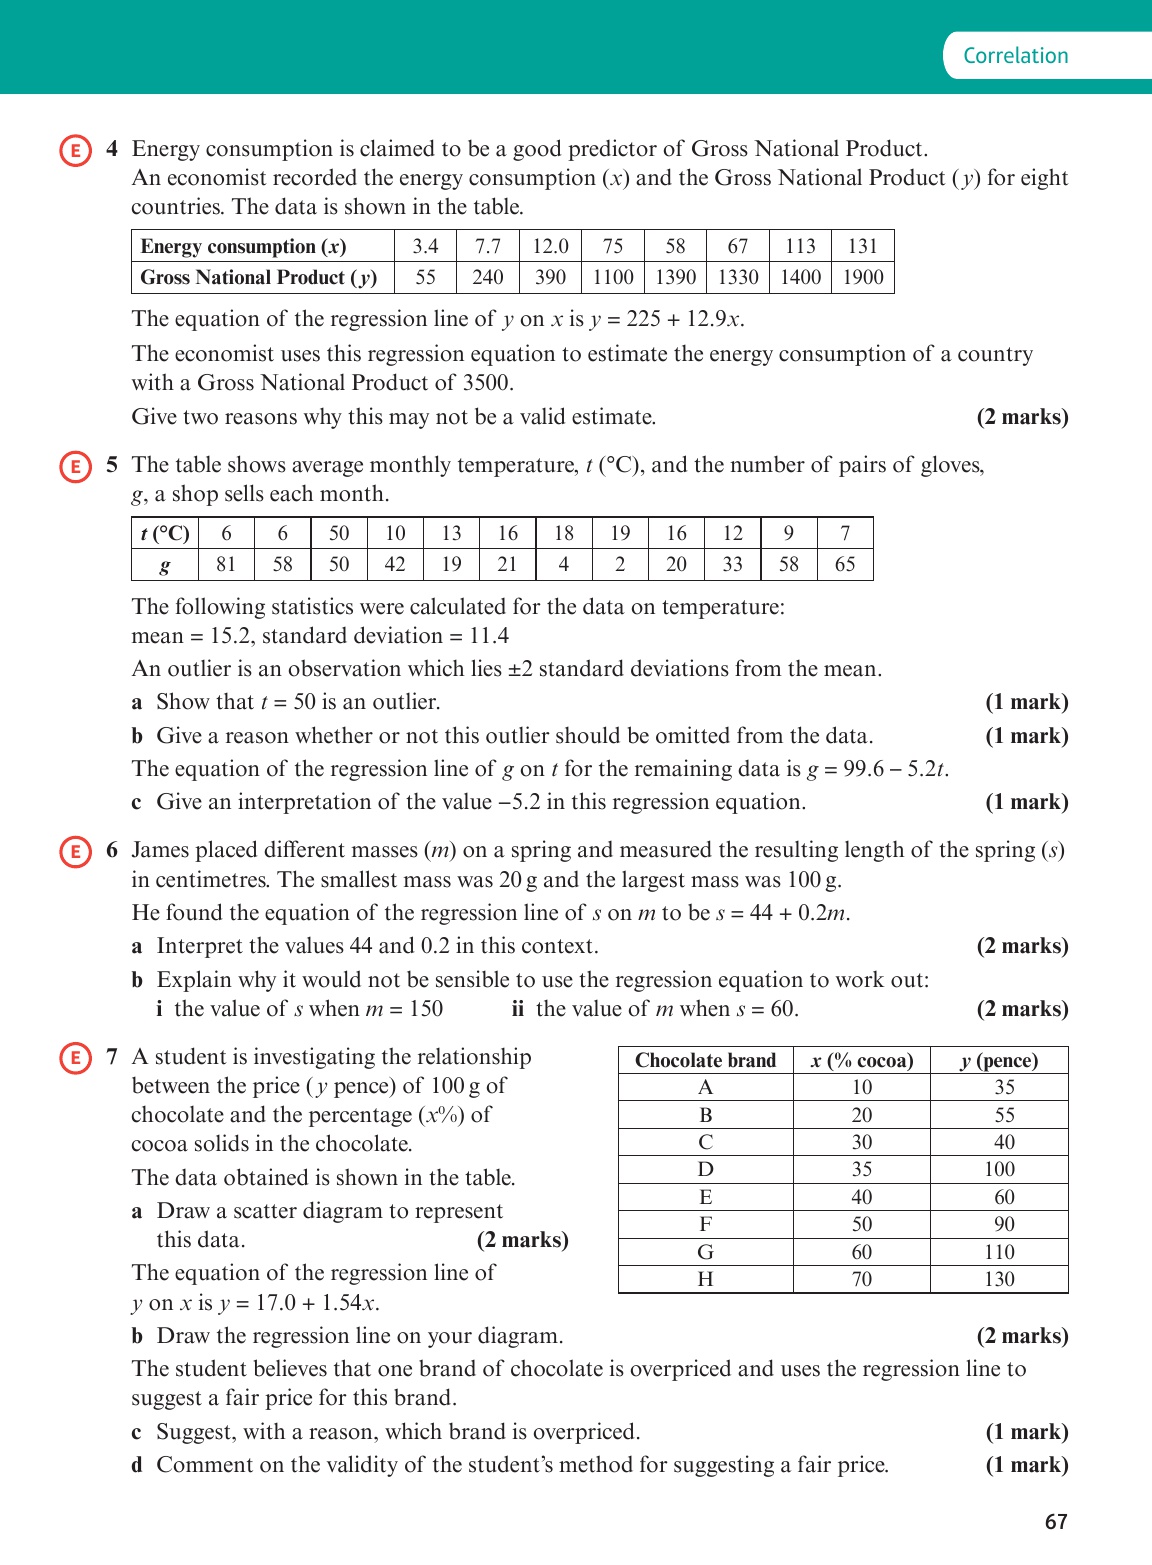 Correlation
E 4 Energy consumption is claimed to be a good predictor of Gross National Product.
An economist recorded the energy consumption (x) and the Gross National Product (y) for eight
countries. The data is shown in the table.
Energy consumption (x) 3.4 7.7 12.0 75 58 67 113 131
Gross National Product (y) 55 240 390 1100 1390 1330 1400 1900
The equation of the regression line of y on x is y = 225 + 12.9x.
The economist uses this regression equation to estimate the energy consumption of a country
with a Gross National Product of 3500.
Give two reasons why this may not be a valid estimate. (2 marks)
E 5 The table shows average monthly temperature, t (°C), and the number of pairs of gloves,
g, a shop sells each month.
t (°C) 6 6 50 10 13 16 18 19 16 12 9 7
g 81 58 50 42 19 21 4 2 20 33 58 65
The following statistics were calculated for the data on temperature:
mean = 15.2, standard deviation = 11.4
An outlier is an observation which lies ±2 standard deviations from the mean.
a Show that t = 50 is an outlier. (1 mark)
b Give a reason whether or not this outlier should be omitted from the data. (1 mark)
The equation of the regression line of g on t for the remaining data is g = 99.6 − 5.2t.
c Give an interpretation of the value −5.2 in this regression equation. (1 mark)
E 6 James placed different masses (m) on a spring and measured the resulting length of the spring (s)
in centimetres. The smallest mass was 20 g and the largest mass was 100 g.
He found the equation of the regression line of s on m to be s = 44 + 0.2m.
a Interpret the values 44 and 0.2 in this context. (2 marks)
b Explain why it would not be sensible to use the regression equation to work out:
i the value of s when m = 150 ii the value of m when s = 60. (2 marks)
E 7 A student is investigating the relationship
between the price (y pence) of 100 g of
chocolate and the percentage (x%) of
cocoa solids in the chocolate.
The data obtained is shown in the table.
a Draw a scatter diagram to represent
this data. (2 marks)
The equation of the regression line of
y on x is y = 17.0 + 1.54x.
Chocolate brand x (% cocoa) y (pence)
A 10 35
B 20 55
C 30 40
D 35 100
E 40 60
F 50 90
G 60 110
H 70 130
b Draw the regression line on your diagram. (2 marks)
The student believes that one brand of chocolate is overpriced and uses the regression line to
suggest a fair price for this brand.
c Suggest, with a reason, which brand is overpriced. (1 mark)
d Comment on the validity of the student's method for suggesting a fair price. (1 mark)
67